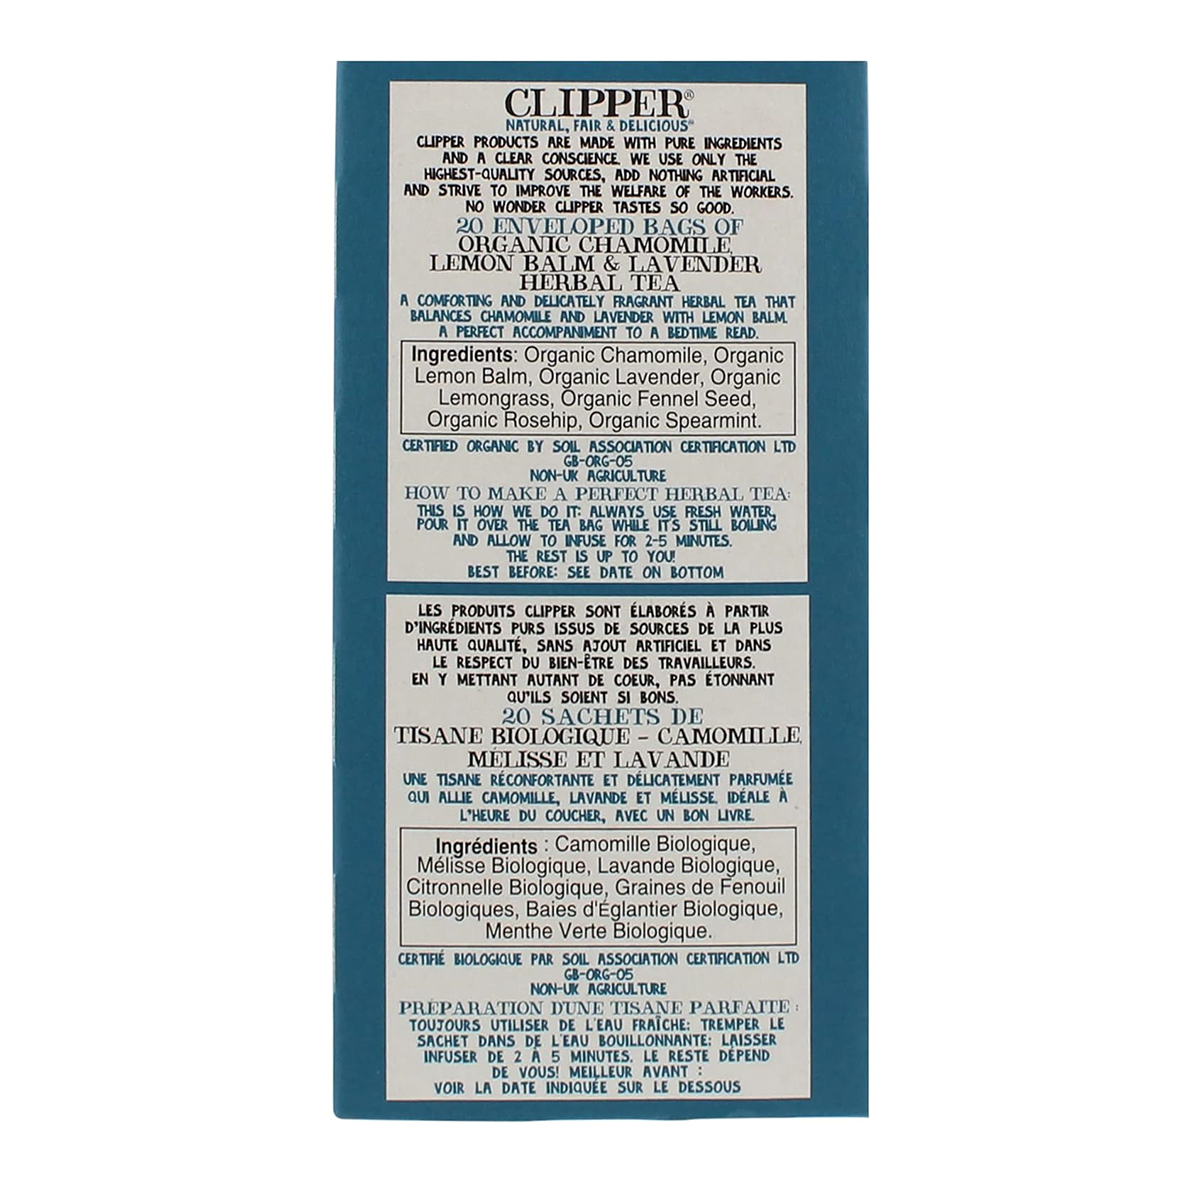 CLIPPER®
NATURAL, FAIR & DELICIOUS®
CLIPPER PRODUCTS ARE MADE WITH PURE INGREDIENTS
AND A CLEAR CONSCIENCE. WE USE ONLY THE
HIGHEST-QUALITY SOURCES, ADD NOTHING ARTIFICIAL
AND STRIVE TO IMPROVE THE WELFARE OF THE WORKERS.
NO WONDER CLIPPER TASTES SO GOOD.
20 ENVELOPED BAGS OF
ORGANIC CHAMOMILE,
LEMON BALM & LAVENDER
HERBAL TEA
A COMFORTING AND DELICATELY FRAGRANT HERBAL TEA THAT
BALANCES CHAMOMILE AND LAVENDER WITH LEMON BALM.
A PERFECT ACCOMPANIMENT TO A BEDTIME READ.
Ingredients: Organic Chamomile, Organic
Lemon Balm, Organic Lavender, Organic
Lemongrass, Organic Fennel Seed,
Organic Rosehip, Organic Spearmint.
CERTIFIED ORGANIC BY SOIL ASSOCIATION CERTIFICATION LTD
GB-ORG-05
NON-UK AGRICULTURE
HOW TO MAKE A PERFECT HERBAL TEA:
THIS IS HOW WE DO IT: ALWAYS USE FRESH WATER,
POUR IT OVER THE TEA BAG WHILE IT'S STILL BOILING
AND ALLOW TO INFUSE FOR 2-5 MINUTES.
THE REST IS UP TO YOU!
BEST BEFORE: SEE DATE ON BOTTOM
LES PRODUITS CLIPPER SONT ÉLABORÉS À PARTIR
D'INGRÉDIENTS PURS ISSUS DE SOURCES DE LA PLUS
HAUTE QUALITÉ, SANS AJOUT ARTIFICIEL ET DANS
LE RESPECT DU BIEN-ÊTRE DES TRAVAILLEURS.
EN Y METTANT AUTANT DE COEUR, PAS ÉTONNANT
QU'ILS SOIENT SI BONS.
20 SACHETS DE
TISANE BIOLOGIQUE – CAMOMILLE,
MÉLISSE ET LAVANDE
UNE TISANE RÉCONFORTANTE ET DÉLICATEMENT PARFUMÉE
QUI ALLIE CAMOMILLE, LAVANDE ET MÉLISSE. IDÉALE À
L'HEURE DU COUCHER, AVEC UN BON LIVRE.
Ingrédients : Camomille Biologique,
Mélisse Biologique, Lavande Biologique,
Citronnelle Biologique, Graines de Fenouil
Biologiques, Baies d'Églantier Biologique,
Menthe Verte Biologique.
CERTIFIÉ BIOLOGIQUE PAR SOIL ASSOCIATION CERTIFICATION LTD
GB-ORG-05
NON-UK AGRICULTURE
PRÉPARATION D'UNE TISANE PARFAITE :
TOUJOURS UTILISER DE L'EAU FRAÎCHE: TREMPER LE
SACHET DANS DE L'EAU BOUILLONNANTE: LAISSER
INFUSER DE 2 À 5 MINUTES. LE RESTE DÉPEND
DE VOUS! MEILLEUR AVANT :
VOIR LA DATE INDIQUÉE SUR LE DESSOUS